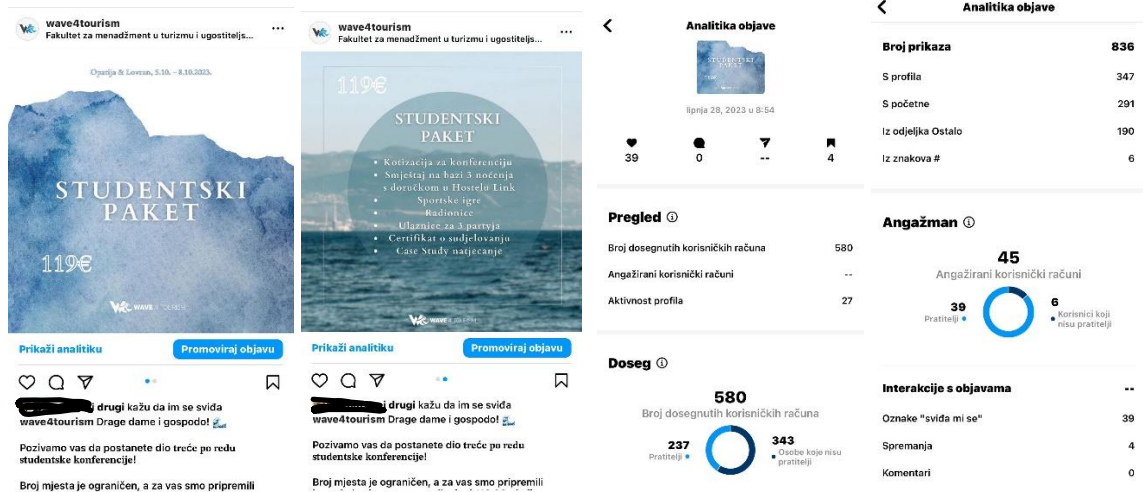 wave4tourism
Fakultet za menadžment u turizmu i ugostiteljs...
Opatija & Lovran, 5.10. – 8.10.2023.
STUDENTSKI
PAKET
119€
WAVE4TOURISM
Prikaži analitiku
Promoviraj objavu
i drugi kažu da im se sviđa
wave4tourism Drage dame i gospodo! 🌊
Pozivamo vas da postanete dio treće po redu
studentske konferencije!
Broj mjesta je ograničen, a za vas smo pripremili
wave4tourism
Fakultet za menadžment u turizmu i ugostiteljs...
119€
STUDENTSKI
PAKET
• Kotizacija za konferenciju
• Smještaj na bazi 3 noćenja
s doručkom u Hostelu Link
• Sportske igre
• Radionice
• Ulaznice za 3 partyja
• Certifikat o sudjelovanju
• Case Study natjecanje
WAVE4TOURISM
Prikaži analitiku
Promoviraj objavu
i drugi kažu da im se sviđa
wave4tourism Drage dame i gospodo! 🌊
Pozivamo vas da postanete dio treće po redu
studentske konferencije!
Broj mjesta je ograničen, a za vas smo pripremili
Analitika objave
STUDENTSKI
PAKET
lipnja 28, 2023 u 8:54
39 0 -- 4
Pregled
Broj dosegnutih korisničkih računa 580
Angažirani korisnički računi --
Aktivnost profila 27
Doseg
580
Broj dosegnutih korisničkih računa
237
Pratitelji
343
Osobe koje nisu
pratitelji
Analitika objave
Broj prikaza 836
S profila 347
S početne 291
Iz odjeljka Ostalo 190
Iz znakova # 6
Angažman
45
Angažirani korisnički računi
39
Pratitelji
6
Korisnici koji
nisu pratitelji
Interakcije s objavama --
Oznake "sviđa mi se" 39
Spremanja 4
Komentari 0